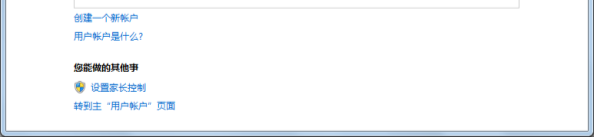 创建一个新帐户
用户帐户是什么?
您能做的其他事
设置家长控制
转到主“用户帐户”页面